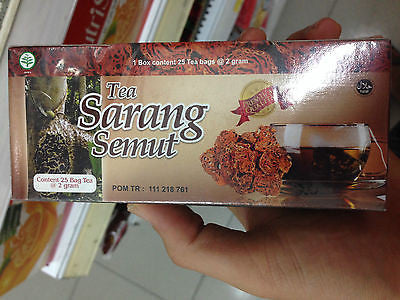 1 Box content 25 Tea bags @ 2 gram
Tea
Sarang
Semut
Content 25 Bag Tea
@ 2 gram
POM TR : 111 218 761